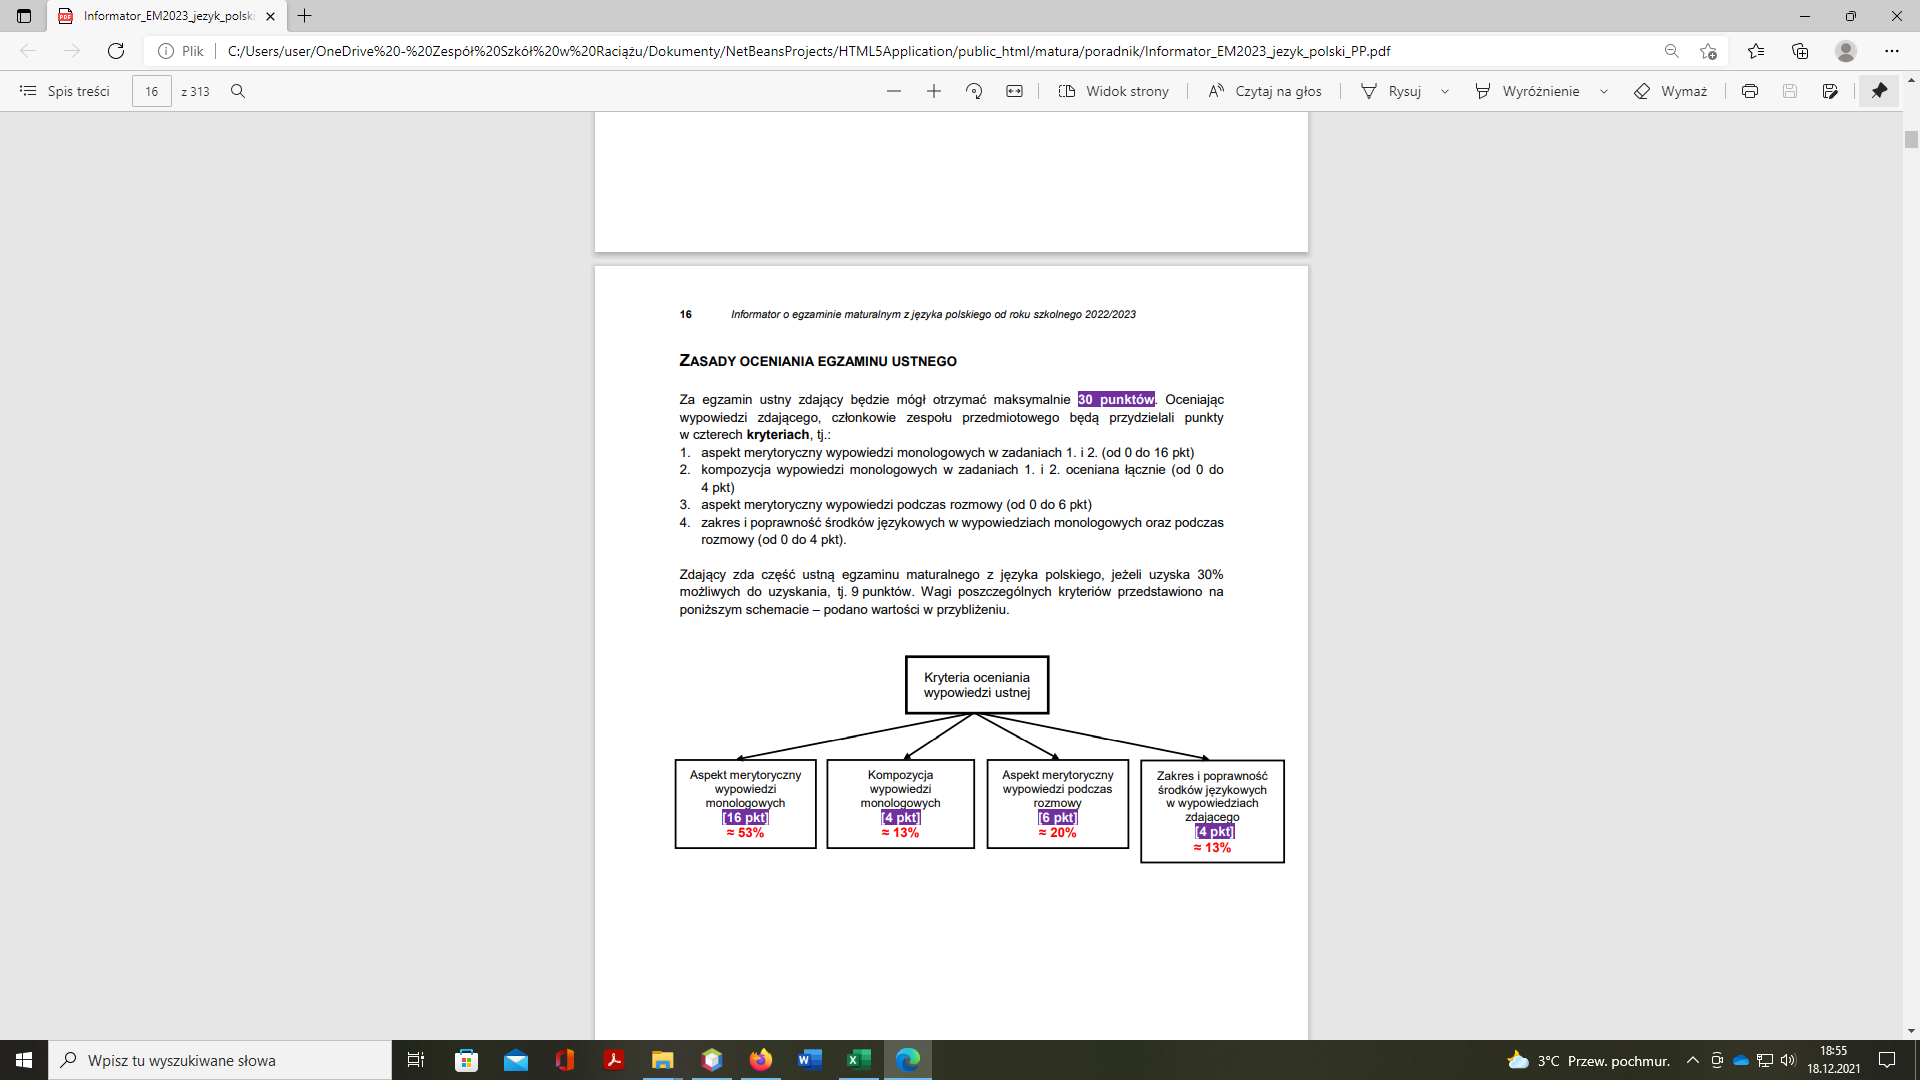 Informator_EM2023_jezyk_polski
Plik
C:/Users/user/OneDrive%20-%20Zespół%20Szkół%20w%20Raciążu/Dokumenty/NetBeansProjects/HTML5Application/public_html/matura/poradnik/Informator_EM2023_jezyk_polski_PP.pdf
Spis treści
16
z 313
Widok strony
Czytaj na głos
Rysuj
Wyróżnienie
Wymaż
16 Informator o egzaminie maturalnym z języka polskiego od roku szkolnego 2022/2023
ZASADY OCENIANIA EGZAMINU USTNEGO
Za egzamin ustny zdający będzie mógł otrzymać maksymalnie 30 punktów. Oceniając
wypowiedzi zdającego, członkowie zespołu przedmiotowego będą przydzielali punkty
w czterech kryteriach, tj.:
1. aspekt merytoryczny wypowiedzi monologowych w zadaniach 1. i 2. (od 0 do 16 pkt)
2. kompozycja wypowiedzi monologowych w zadaniach 1. i 2. oceniana łącznie (od 0 do
4 pkt)
3. aspekt merytoryczny wypowiedzi podczas rozmowy (od 0 do 6 pkt)
4. zakres i poprawność środków językowych w wypowiedziach monologowych oraz podczas
rozmowy (od 0 do 4 pkt).
Zdający zda część ustną egzaminu maturalnego z języka polskiego, jeżeli uzyska 30%
możliwych do uzyskania, tj. 9 punktów. Wagi poszczególnych kryteriów przedstawiono na
poniższym schemacie – podano wartości w przybliżeniu.
Kryteria oceniania
wypowiedzi ustnej
Aspekt merytoryczny
wypowiedzi
monologowych
[16 pkt]
≈ 53%
Kompozycja
wypowiedzi
monologowych
[4 pkt]
≈ 13%
Aspekt merytoryczny
wypowiedzi podczas
rozmowy
[6 pkt]
≈ 20%
Zakres i poprawność
środków językowych
w wypowiedziach
zdającego
[4 pkt]
≈ 13%
Wpisz tu wyszukiwane słowa
3°C Przew. pochmur.
18:55
18.12.2021